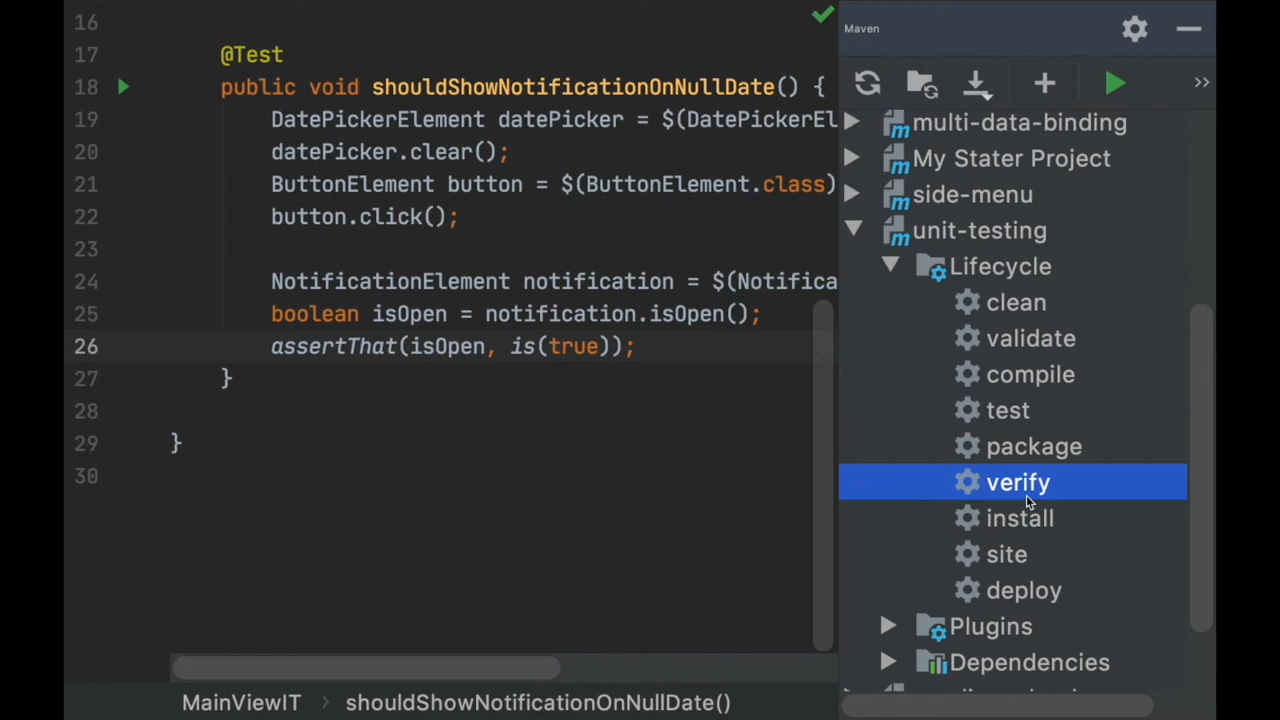 16
17 @Test
18 public void shouldShowNotificationOnNullDate() {
19 DatePickerElement datePicker = $(DatePickerEl
20 datePicker.clear();
21 ButtonElement button = $(ButtonElement.class)
22 button.click();
23
24 NotificationElement notification = $(Notifica
25 boolean isOpen = notification.isOpen();
26 assertThat(isOpen, is(true));
27 }
28
29 }
30
MainViewIT
shouldShowNotificationOnNullDate()
Maven
multi-data-binding
My Stater Project
side-menu
unit-testing
Lifecycle
clean
validate
compile
test
package
verify
install
site
deploy
Plugins
Dependencies